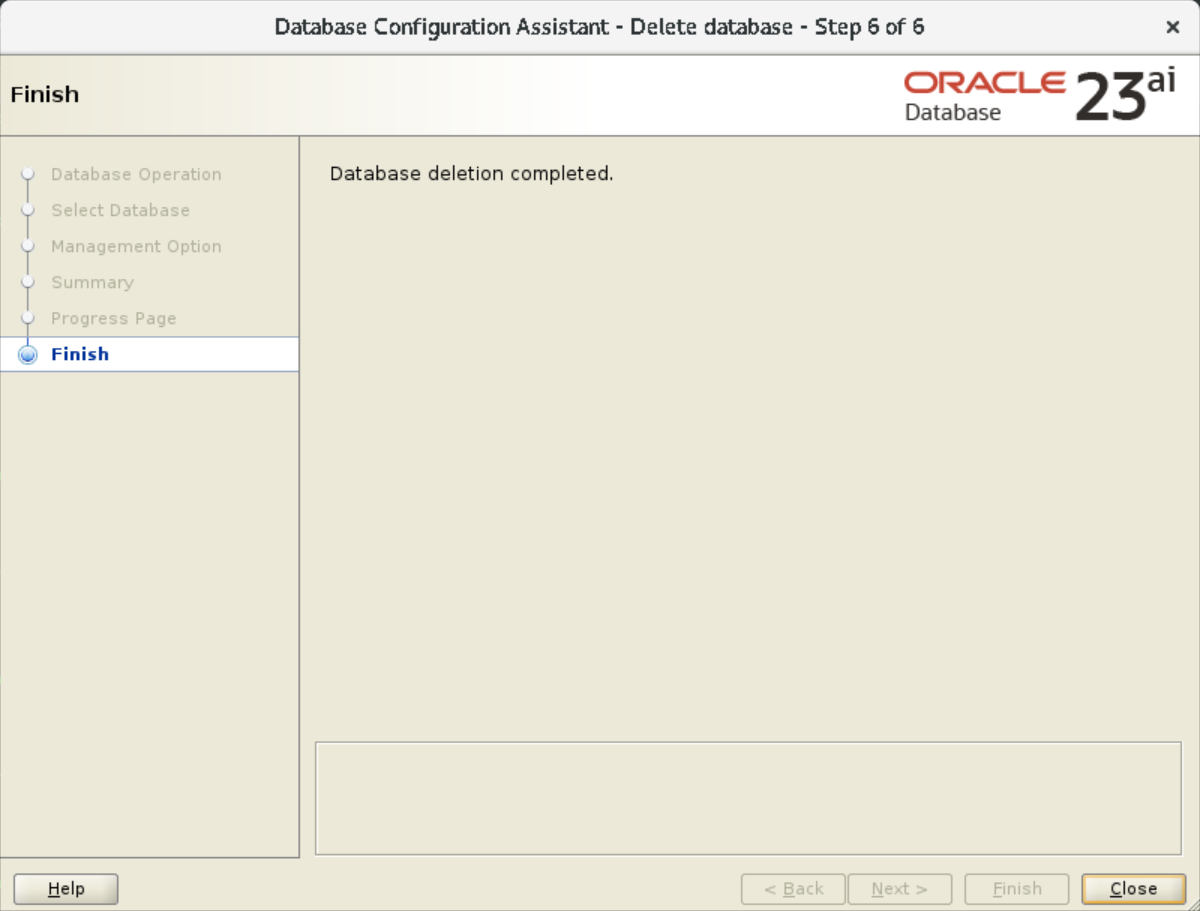 Database Configuration Assistant - Delete database - Step 6 of 6
Finish
ORACLE
Database
23ai
Database Operation
Select Database
Management Option
Summary
Progress Page
Finish
Database deletion completed.
Help
< Back
Next >
Finish
Close